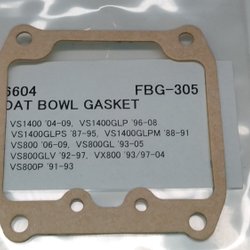 6604 FBG-305
OAT BOWL GASKET
VS1400 '04-09, VS1400GLP '96-08
VS1400GLPS '87-95, VS1400GLPM '88-91
VS800 '06-09, VS800GL '93-05
VS800GLV '92-97, VX800 '93/97-04
VS800P '91-93